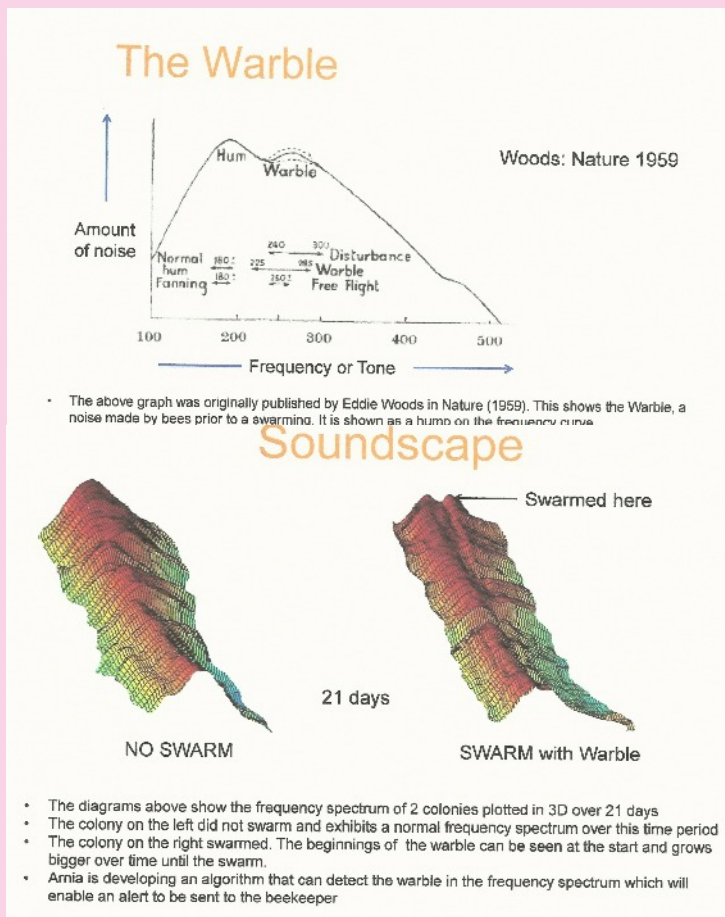 The Warble
Woods: Nature 1959
Hum
Warble
Amount
of noise
240 300 Disturbance
Normal hum 180± 225 285 Warble
Fanning 180± 250± Free Flight
100 200 300 400 500
Frequency or Tone
• The above graph was originally published by Eddie Woods in Nature (1959). This shows the Warble, a
noise made by bees prior to a swarming. It is shown as a hump on the frequency curve
Soundscape
Swarmed here
21 days
NO SWARM
SWARM with Warble
• The diagrams above show the frequency spectrum of 2 colonies plotted in 3D over 21 days
• The colony on the left did not swarm and exhibits a normal frequency spectrum over this time period
• The colony on the right swarmed. The beginnings of the warble can be seen at the start and grows
bigger over time until the swarm.
• Arnia is developing an algorithm that can detect the warble in the frequency spectrum which will
enable an alert to be sent to the beekeeper